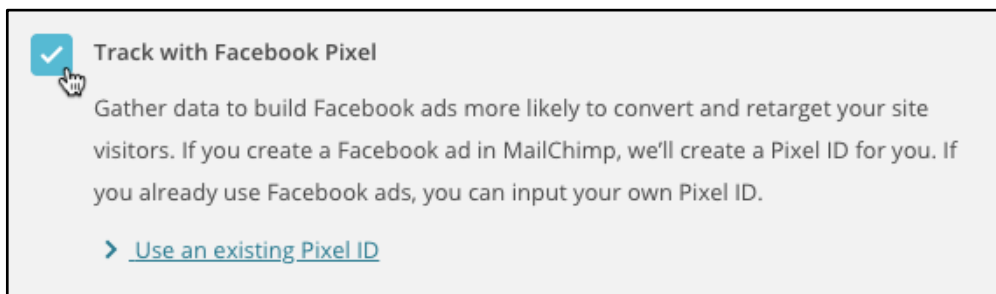 Track with Facebook Pixel
Gather data to build Facebook ads more likely to convert and retarget your site
visitors. If you create a Facebook ad in MailChimp, we’ll create a Pixel ID for you. If
you already use Facebook ads, you can input your own Pixel ID.
Use an existing Pixel ID